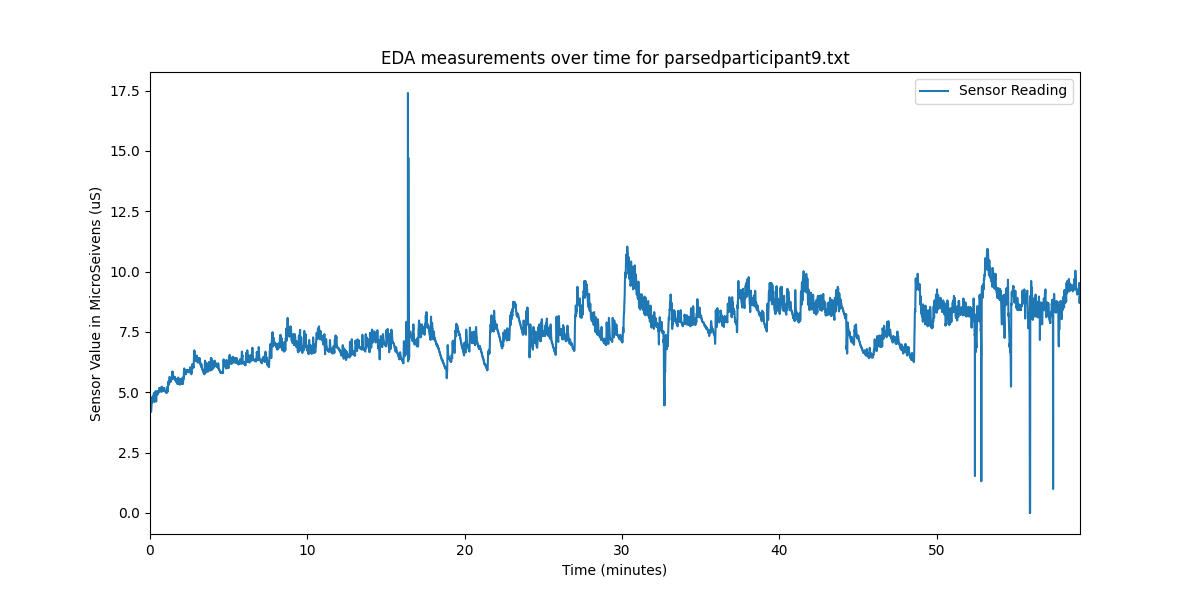 EDA measurements over time for parsedparticipant9.txt
Sensor Reading
Sensor Value in MicroSeivens (uS)
17.5
15.0
12.5
10.0
7.5
5.0
2.5
0.0
0 10 20 30 40 50
Time (minutes)